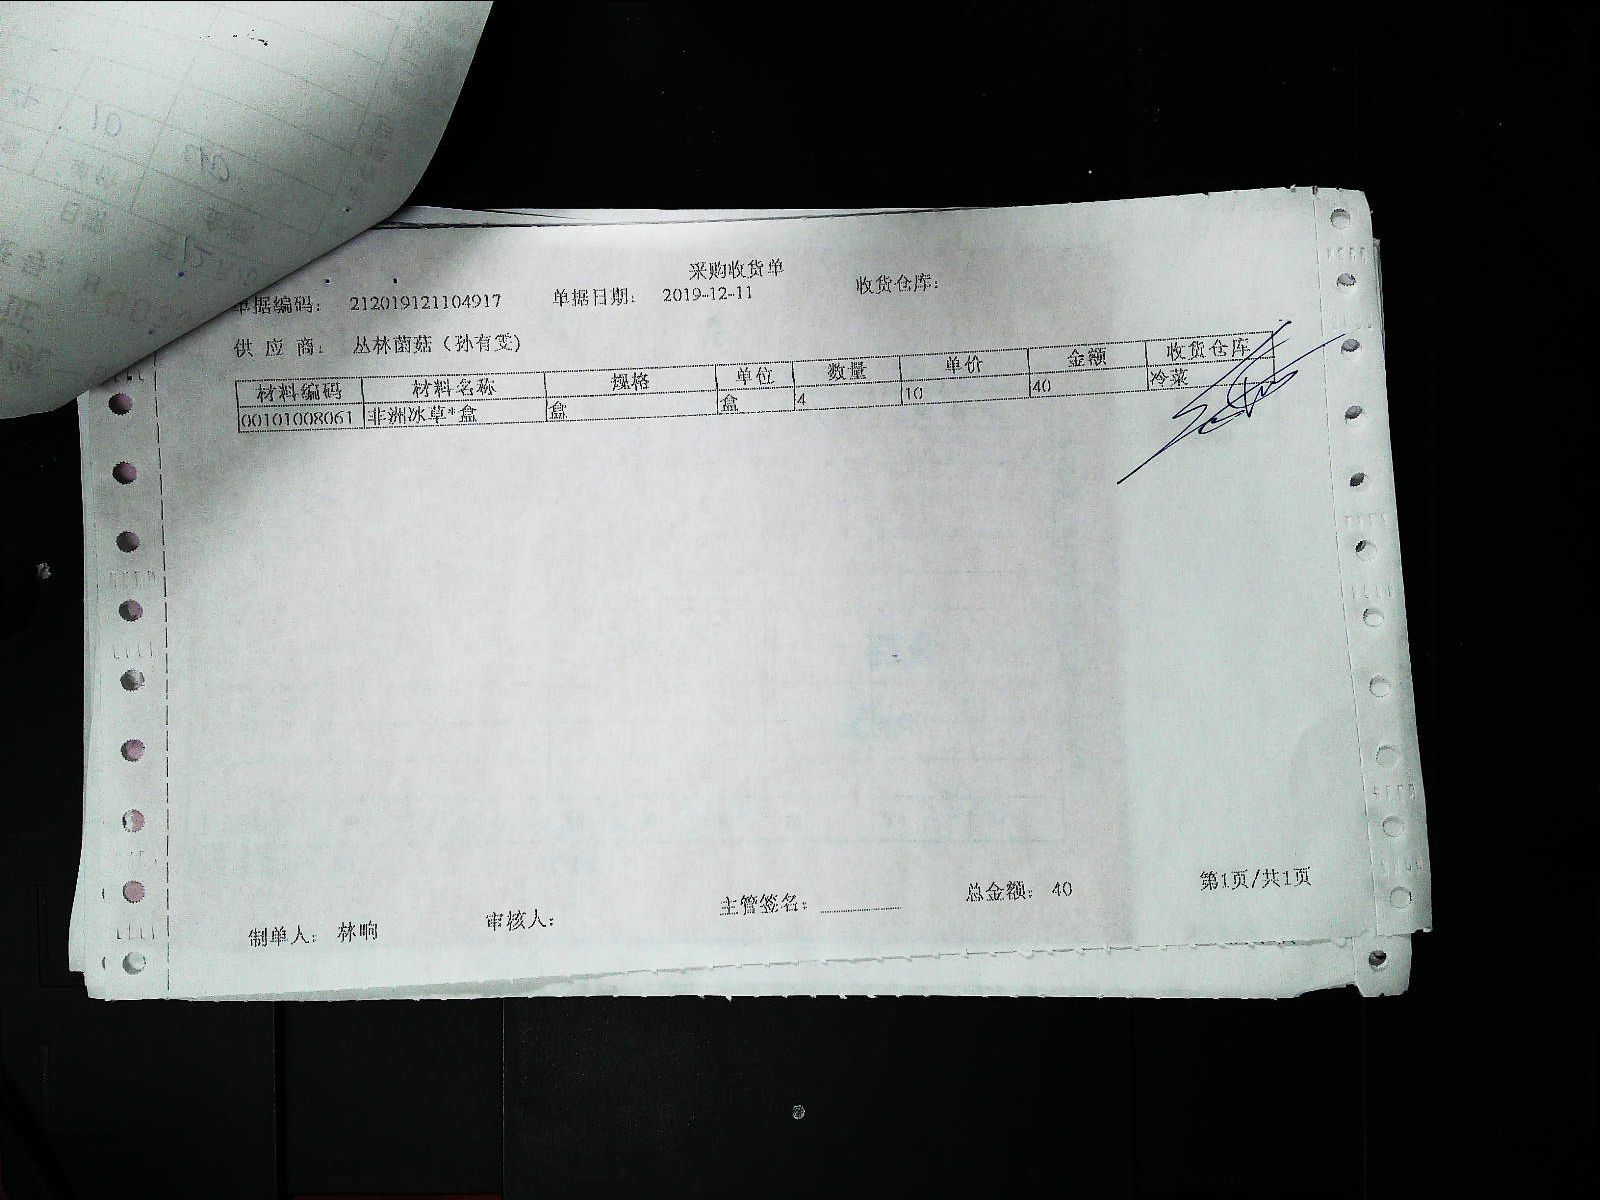 采购收货单
单据编码： 212019121104917 单据日期： 2019-12-11 收货仓库：
供 应 商： 丛林菌菇（孙有雯）
材料编码 材料名称 规格 单位 数量 单价 金额 收货仓库
00101008061 非洲冰草*盒 盒 盒 4 10 40 冷菜
制单人： 林响 审核人： 主管签名： 总金额： 40 第1页/共1页